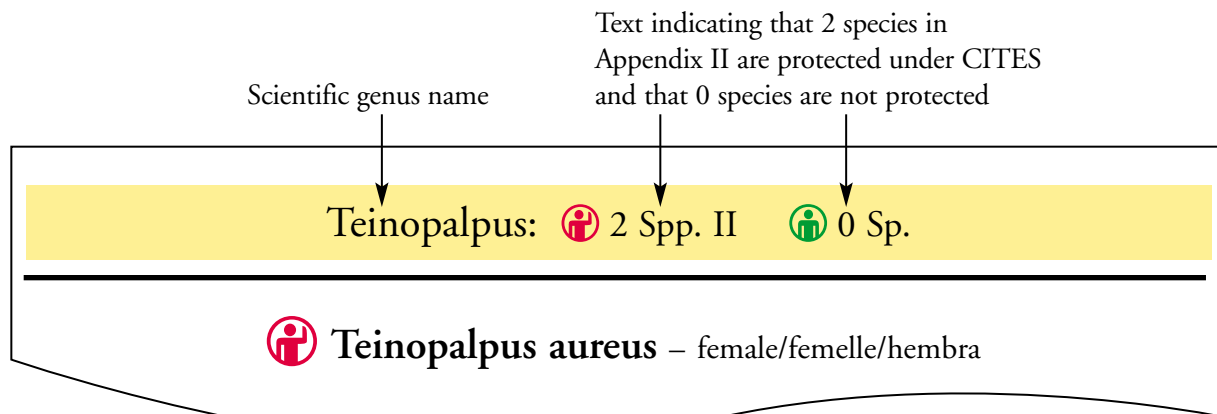 Text indicating that 2 species in
Appendix II are protected under CITES
Scientific genus name
and that 0 species are not protected
Teinopalpus: 2 Spp. II 0 Sp.
Teinopalpus aureus – female/femelle/hembra